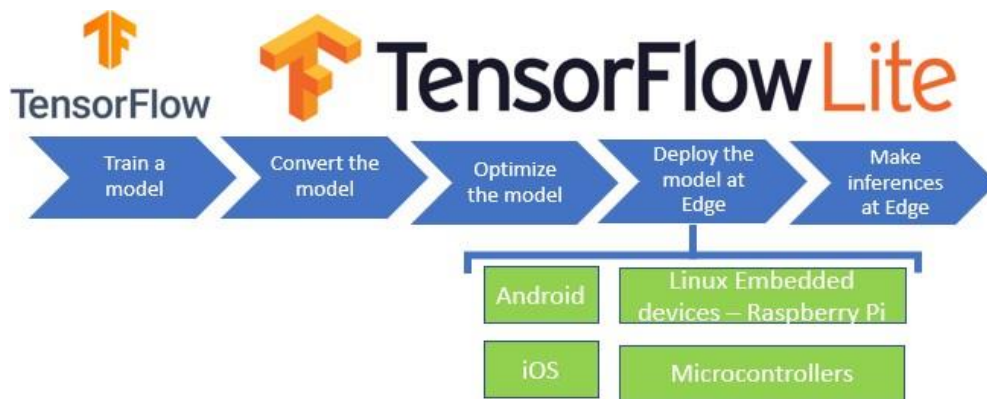 TensorFlow
TensorFlow Lite
Train a
model
Convert the
model
Optimize
the model
Deploy the
model at
Edge
Make
inferences
at Edge
Android
Linux Embedded
devices – Raspberry Pi
iOS
Microcontrollers